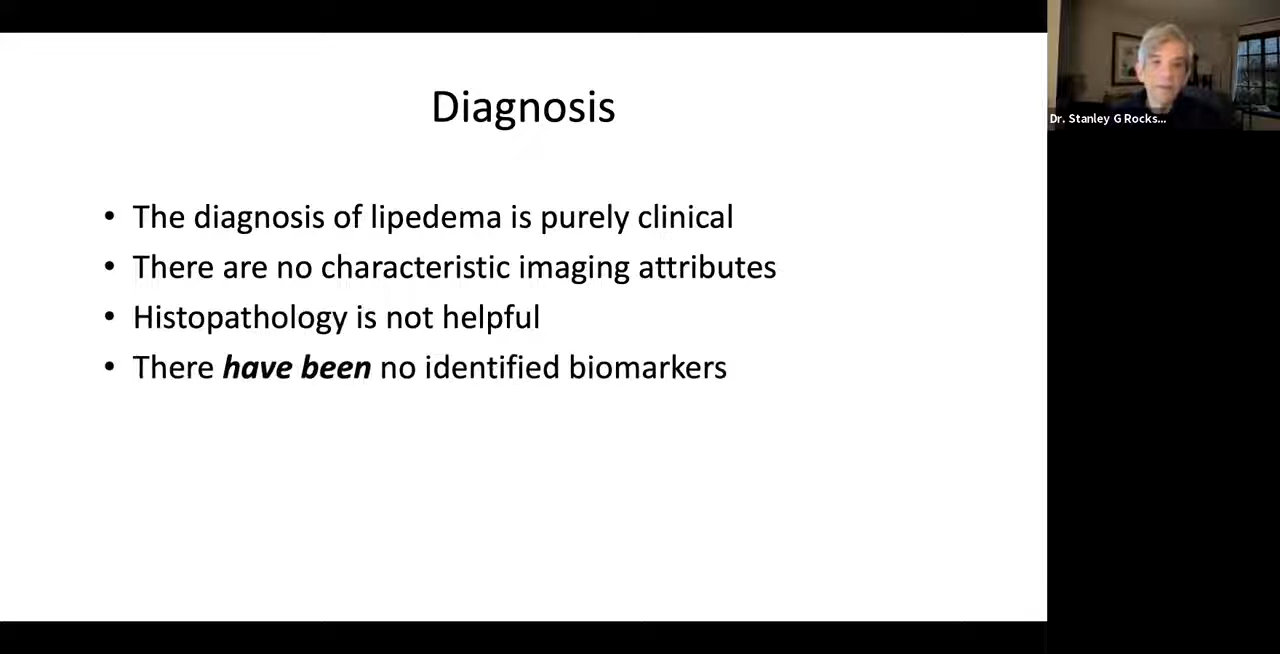 Diagnosis
• The diagnosis of lipedema is purely clinical
• There are no characteristic imaging attributes
• Histopathology is not helpful
• There have been no identified biomarkers
Dr. Stanley G Rocks...